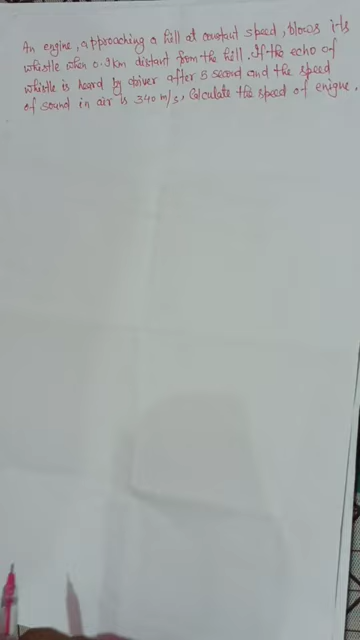 An engine, approaching a hill at constant speed, blows its
whistle when 0.9 km distant from the hill. If the echo of
whistle is heard by driver after 5 second and the speed
of sound in air is 340 m/s, Calculate the speed of enigne.